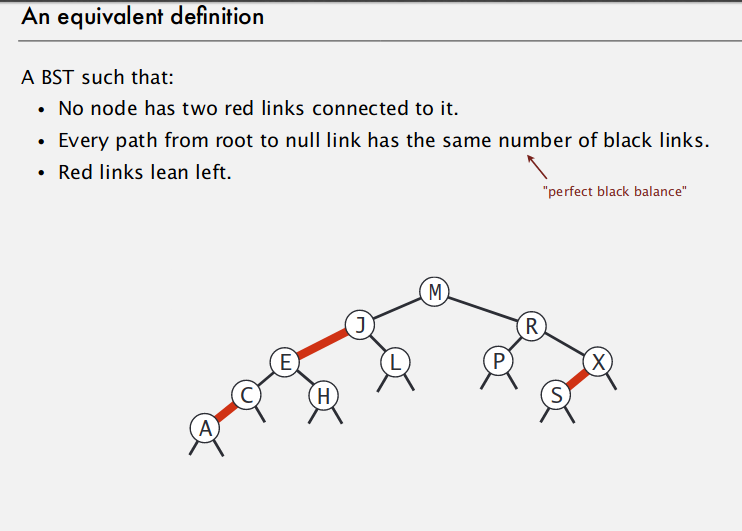 An equivalent definition
A BST such that:
• No node has two red links connected to it.
• Every path from root to null link has the same number of black links.
• Red links lean left.
"perfect black balance"
M
J R
E L P X
C H S
A